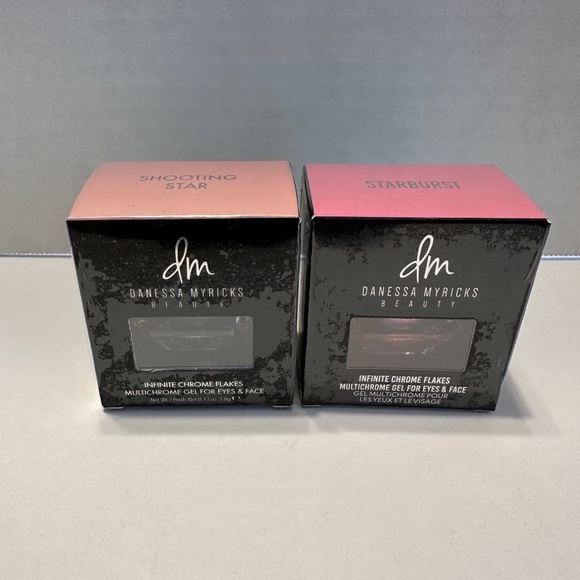 SHOOTING
STAR
dm
DANESSA MYRICKS
BEAUTY
INFINITE CHROME FLAKES
MULTICHROME GEL FOR EYES & FACE
STARBURST
dm
DANESSA MYRICKS
BEAUTY
INFINITE CHROME FLAKES
MULTICHROME GEL FOR EYES & FACE
GEL MULTICHROME POUR
LES YEUX ET LE VISAGE